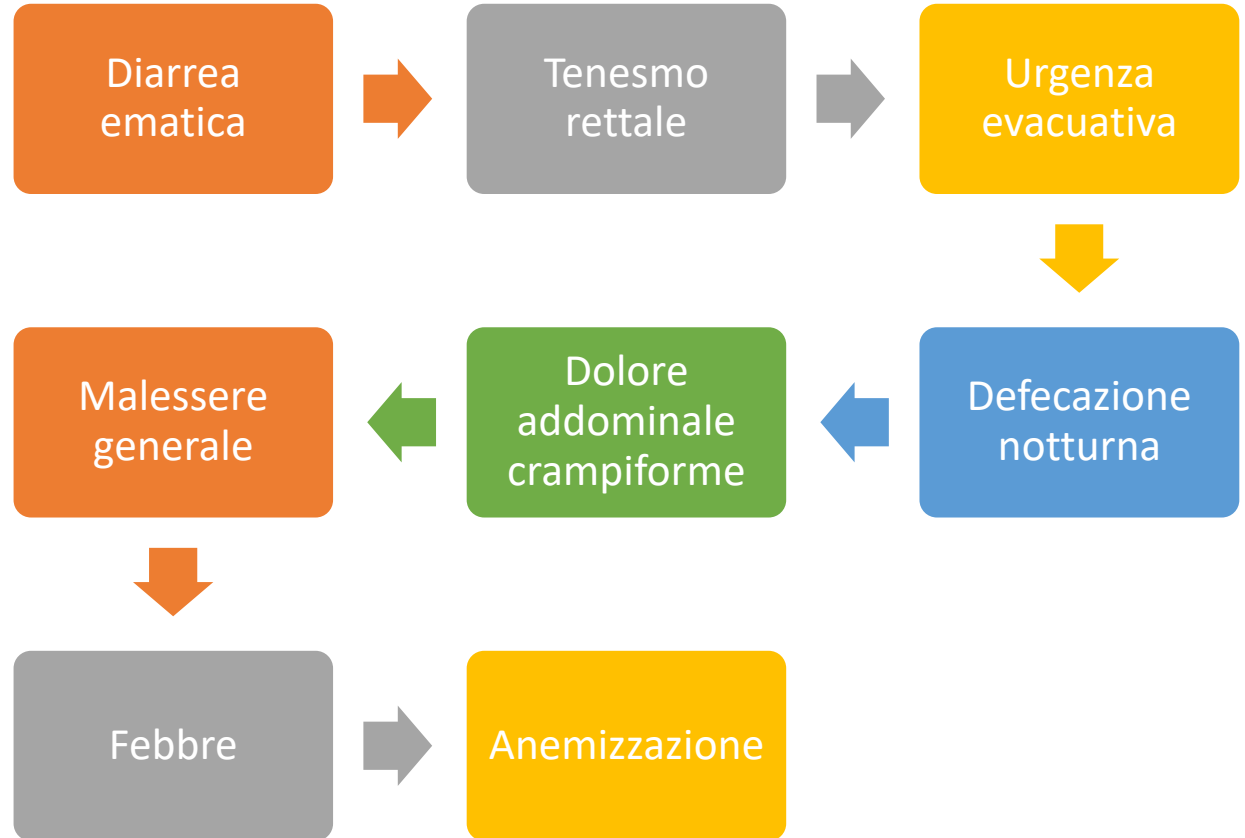 Diarrea
ematica
Tenesmo
rettale
Urgenza
evacuativa
Defecazione
notturna
Dolore
addominale
crampiforme
Malessere
generale
Febbre
Anemizzazione